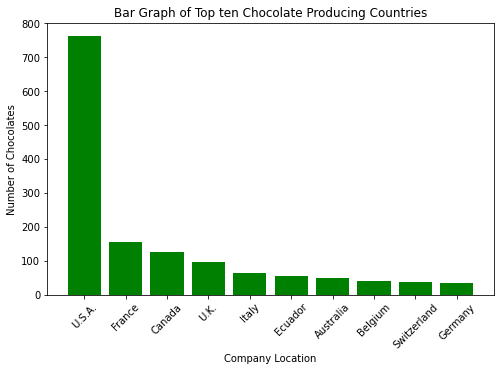 Bar Graph of Top ten Chocolate Producing Countries
Number of Chocolates
800
700
600
500
400
300
200
100
0
U.S.A.
France
Canada
U.K.
Italy
Ecuador
Australia
Belgium
Switzerland
Germany
Company Location